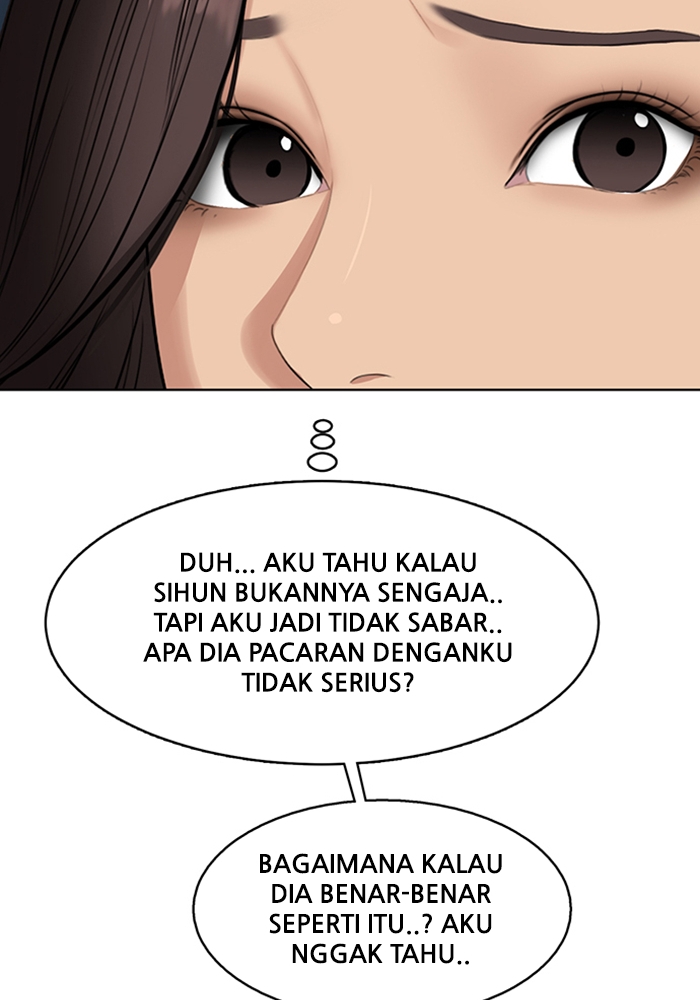 DUH... AKU TAHU KALAU
SIHUN BUKANNYA SENGAJA..
TAPI AKU JADI TIDAK SABAR..
APA DIA PACARAN DENGANKU
TIDAK SERIUS?
BAGAIMANA KALAU
DIA BENAR-BENAR
SEPERTI ITU..? AKU
NGGAK TAHU..